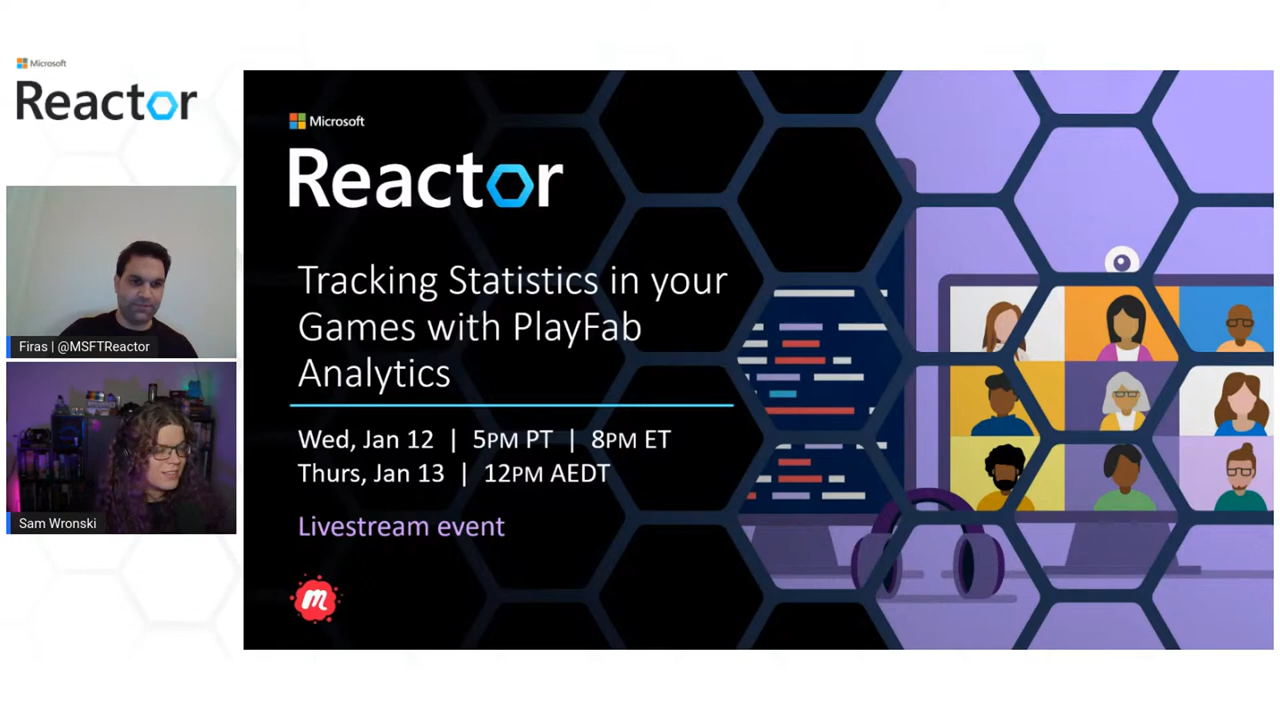 Microsoft
Reactor
Microsoft
Reactor
Tracking Statistics in your
Games with PlayFab
Analytics
Wed, Jan 12 | 5PM PT | 8PM ET
Thurs, Jan 13 | 12PM AEDT
Livestream event
m
Firas | @MSFTReactor
Sam Wronski